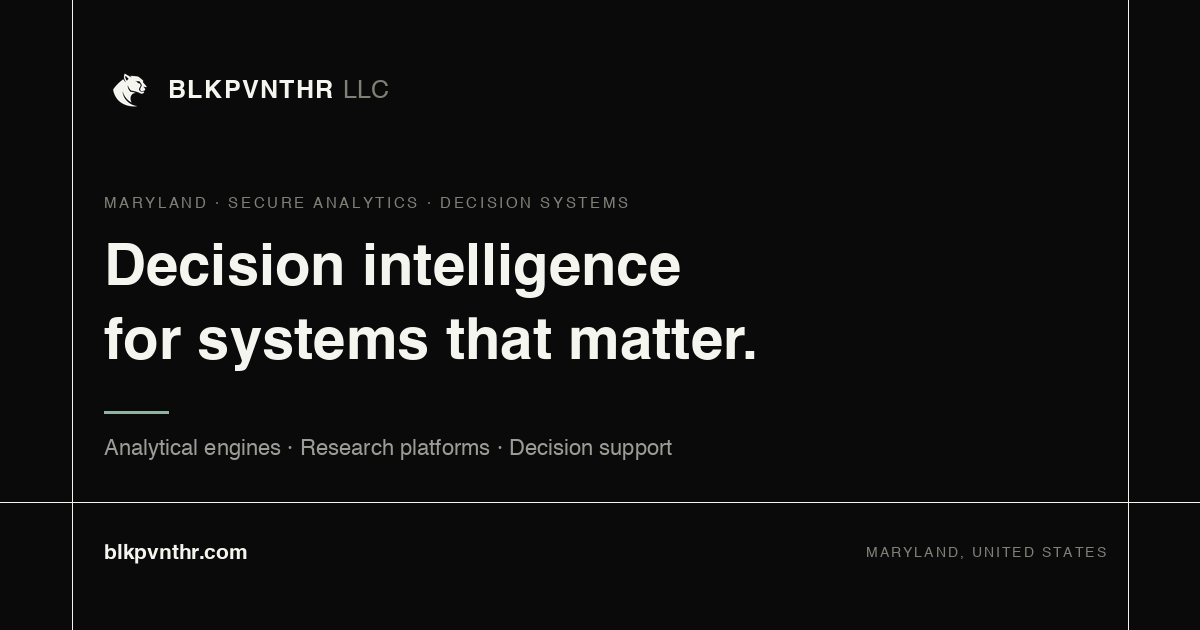 BLKPVNTHR LLC
MARYLAND · SECURE ANALYTICS · DECISION SYSTEMS
Decision intelligence
for systems that matter.
Analytical engines · Research platforms · Decision support
blkpvnthr.com
MARYLAND, UNITED STATES